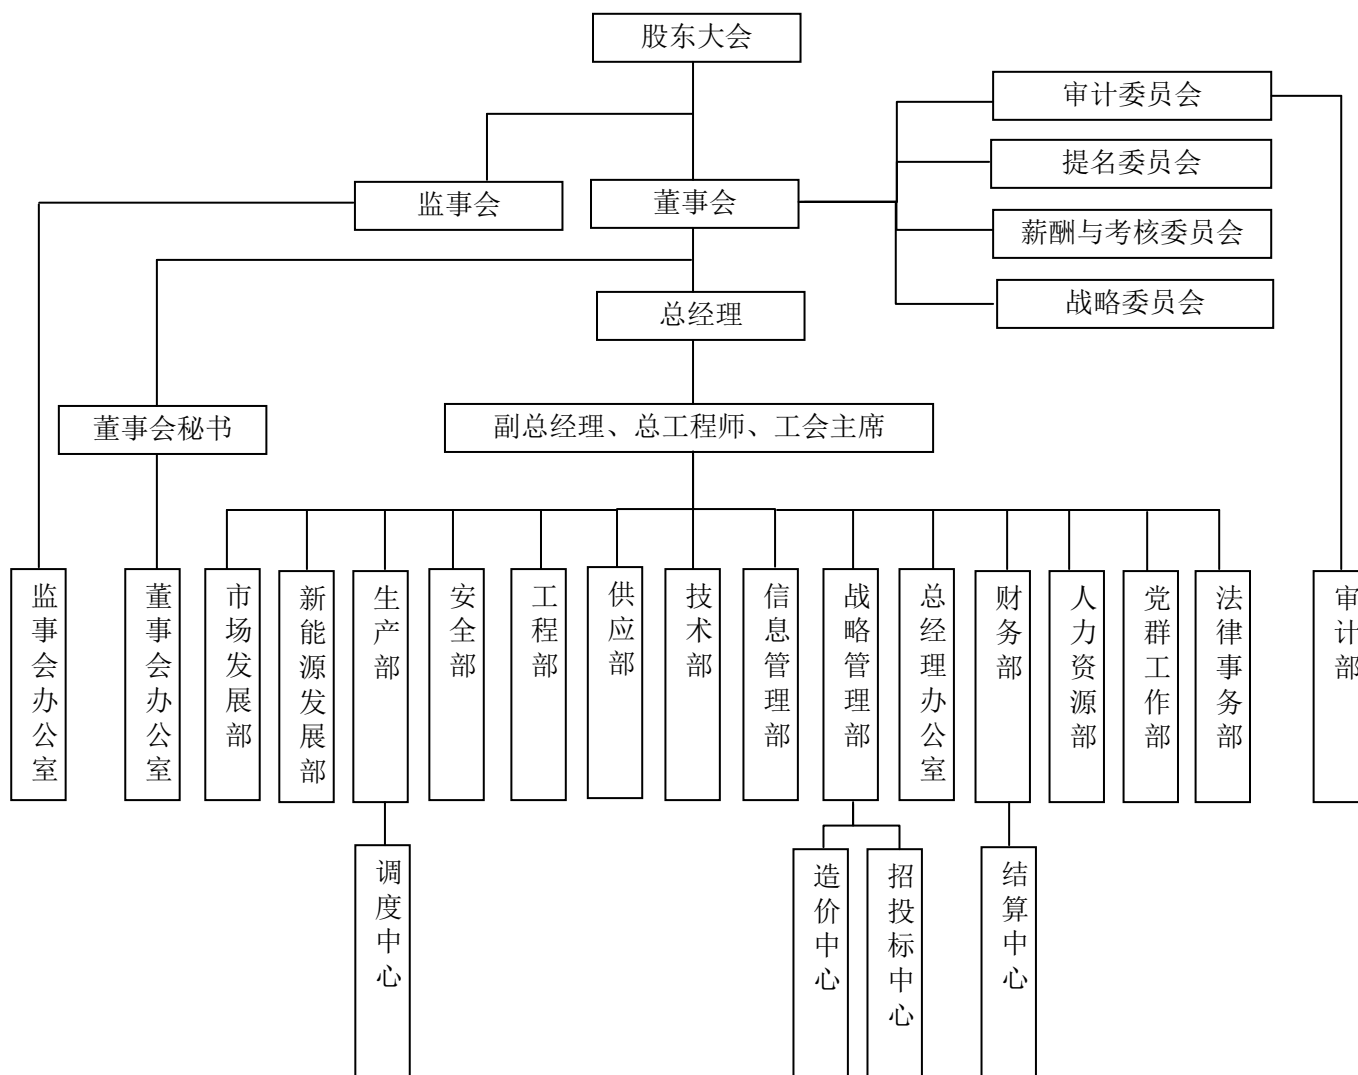 股东大会
审计委员会
提名委员会
监事会
董事会
薪酬与考核委员会
战略委员会
总经理
董事会秘书
副总经理、总工程师、工会主席
监事会办公室
董事会办公室
市场发展部
新能源发展部
生产部
安全部
工程部
供应部
技术部
信息管理部
战略管理部
总经理办公室
财务部
人力资源部
党群工作部
法律事务部
审计部
调度中心
造价中心
招投标中心
结算中心